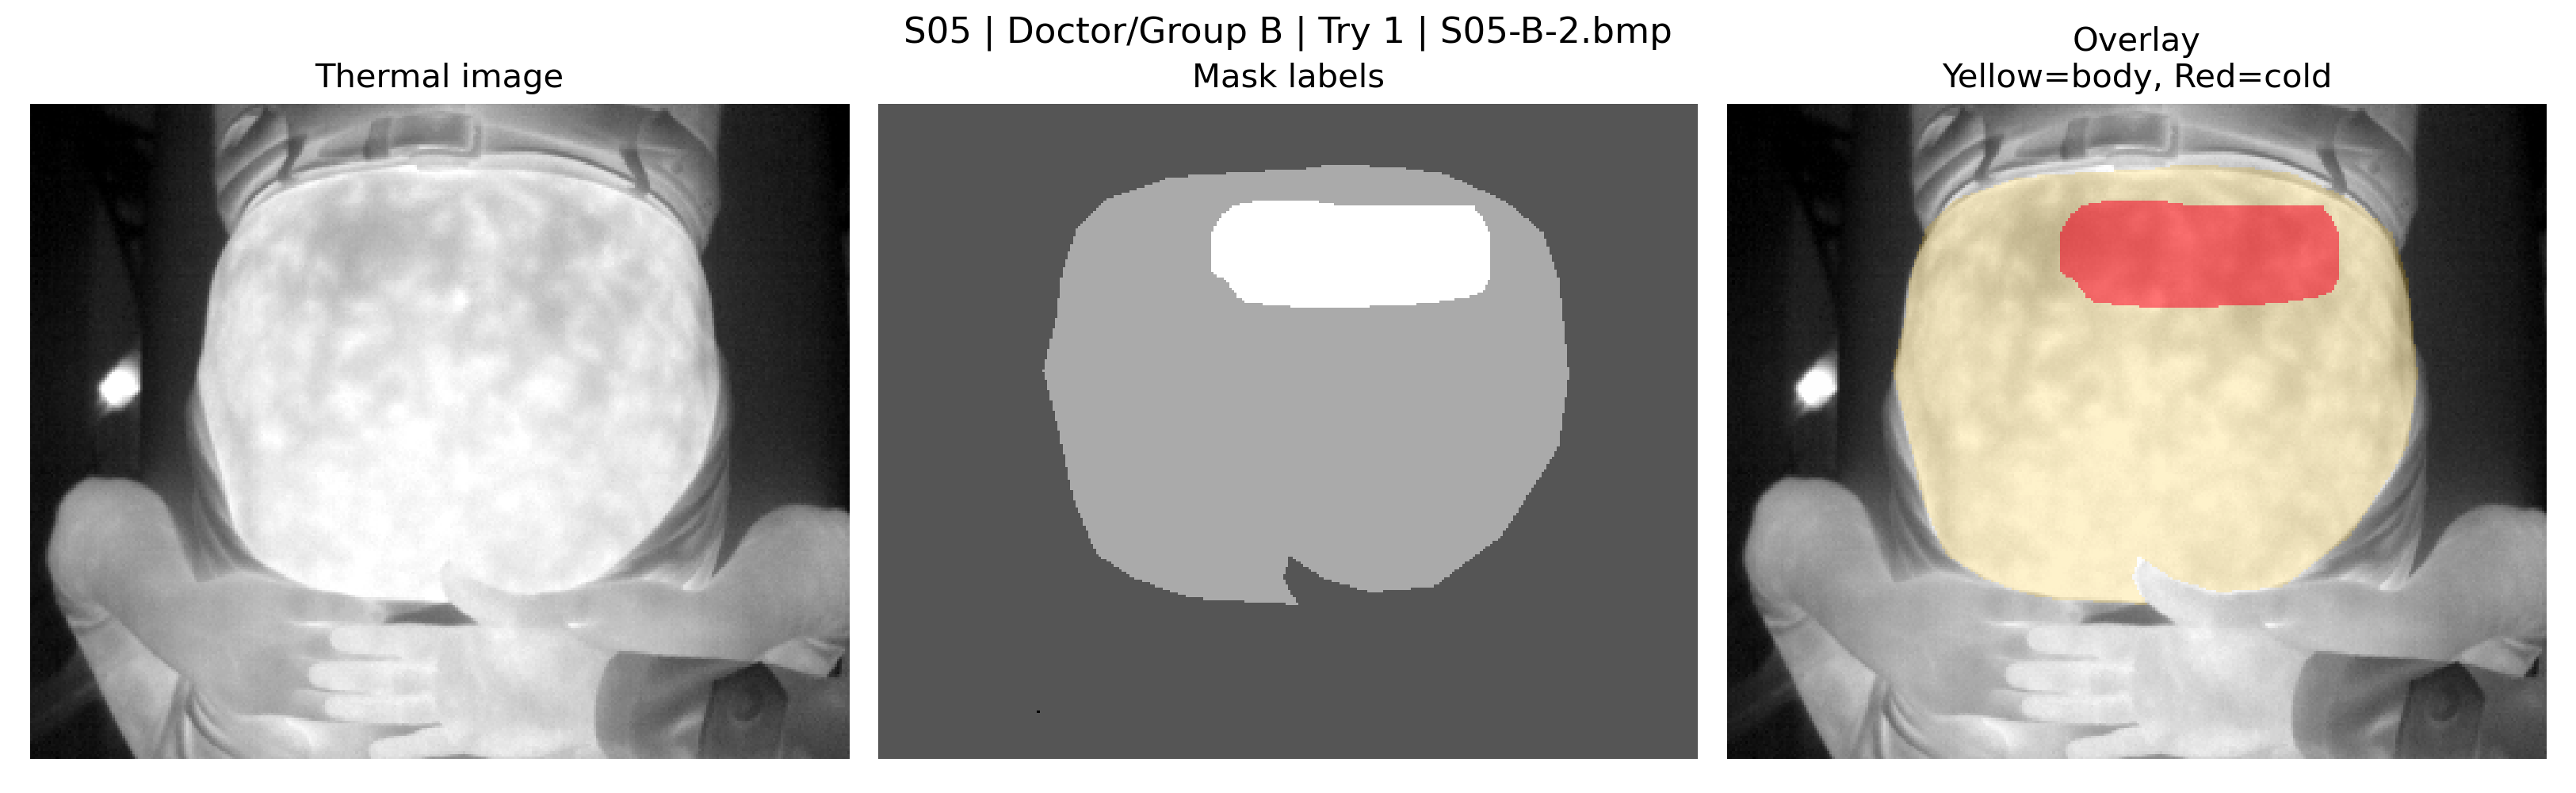 S05 | Doctor/Group B | Try 1 | S05-B-2.bmp
Thermal image
Mask labels
Overlay
Yellow=body, Red=cold